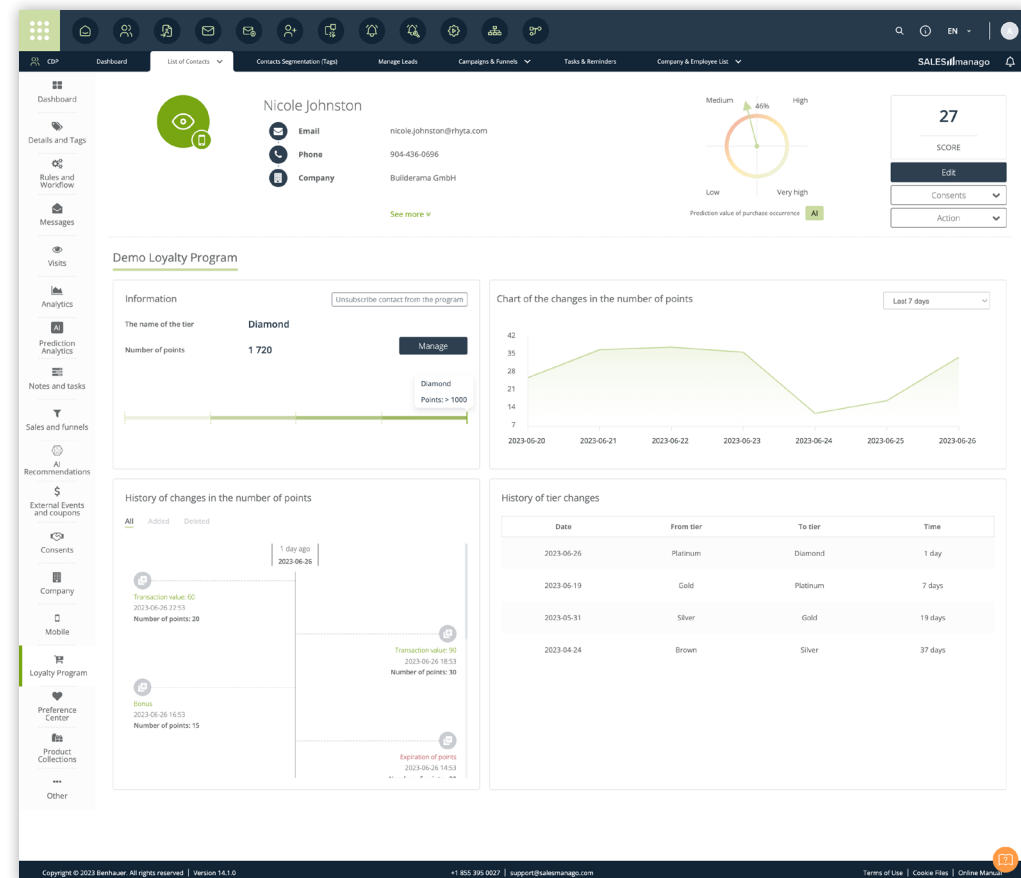 EN
A
CDP
Dashboard
List of Contacts
Contacts Segmentation (Tags)
Manage Leads
Campaigns & Funnels
Tasks & Reminders
Company & Employee List
SALESmanago
Dashboard
Details and Tags
Rules and
Workflow
Messages
Visits
Analytics
AI
Prediction
Analytics
Notes and tasks
Sales and funnels
AI
Recommendations
External Events
and coupons
Consents
Company
Mobile
Loyalty Program
Preference
Center
Product
Collections
Other
Nicole Johnston
Email nicole.johnston@rhyta.com
Phone 904-436-0696
Company Builderama GmbH
See more
Medium 46% High
Low Very high
Prediction value of purchase occurrence AI
27
SCORE
Edit
Consents
Action
Demo Loyalty Program
Information
Unsubscribe contact from the program
The name of the tier Diamond
Number of points 1 720
Manage
Diamond
Points: > 1000
Chart of the changes in the number of points
Last 7 days
42
35
28
21
14
7
2023-06-20 2023-06-21 2023-06-22 2023-06-23 2023-06-24 2023-06-25 2023-06-26
History of changes in the number of points
All Added Deleted
1 day ago
2023-06-26
Transaction value: 60
2023-06-26 22:53
Number of points: 20
Transaction value: 90
2023-06-26 18:53
Number of points: 30
Bonus
2023-06-26 16:53
Number of points: 15
Expiration of points
2023-06-26 14:53
History of tier changes
Date From tier To tier Time
2023-06-26 Platinum Diamond 1 day
2023-06-19 Gold Platinum 7 days
2023-05-31 Silver Gold 19 days
2023-04-24 Brown Silver 37 days
Copyright © 2023 Benhauer. All rights reserved | Version 14.1.0
+1 855 395 0027 | support@salesmanago.com
Terms of Use | Cookie Files | Online Manual